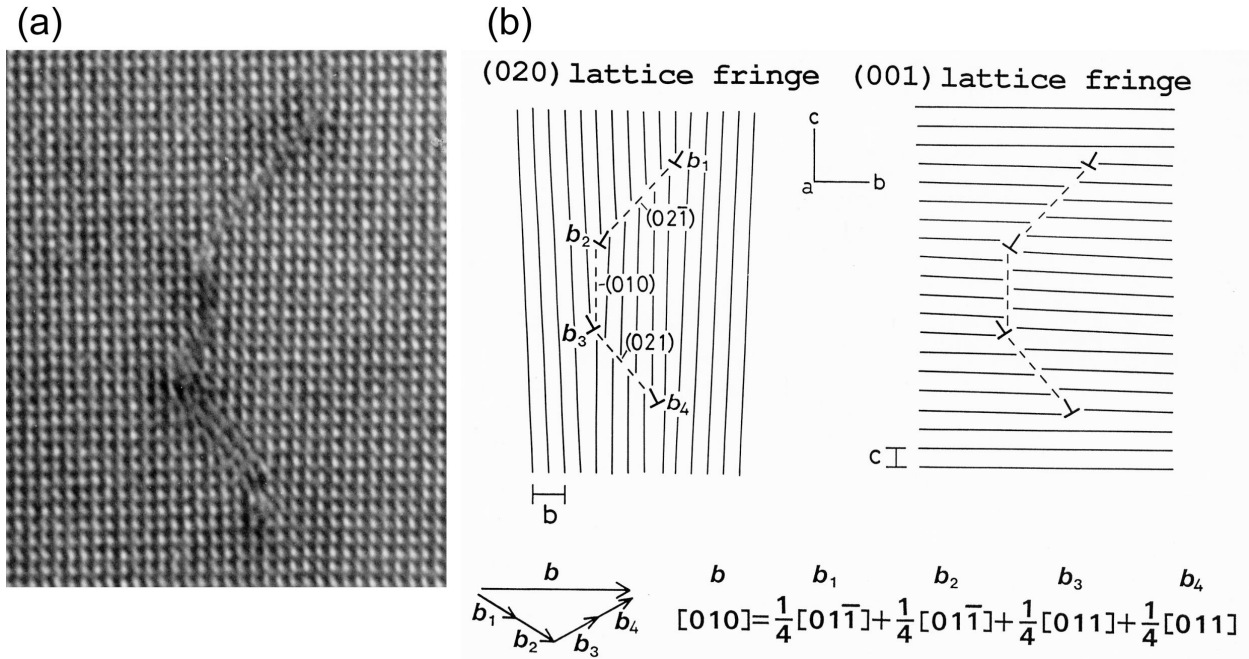 (a)
(b)
(020) lattice fringe
(001) lattice fringe
c
a
b
b₁
(021̄)
b₂
(010)
b₃
(021)
b₄
b
c
b
b₁
b₂
b₃
b₄
b b₁ b₂ b₃ b₄
[010]=1/4[011̄]+1/4[011̄]+1/4[011]+1/4[011]